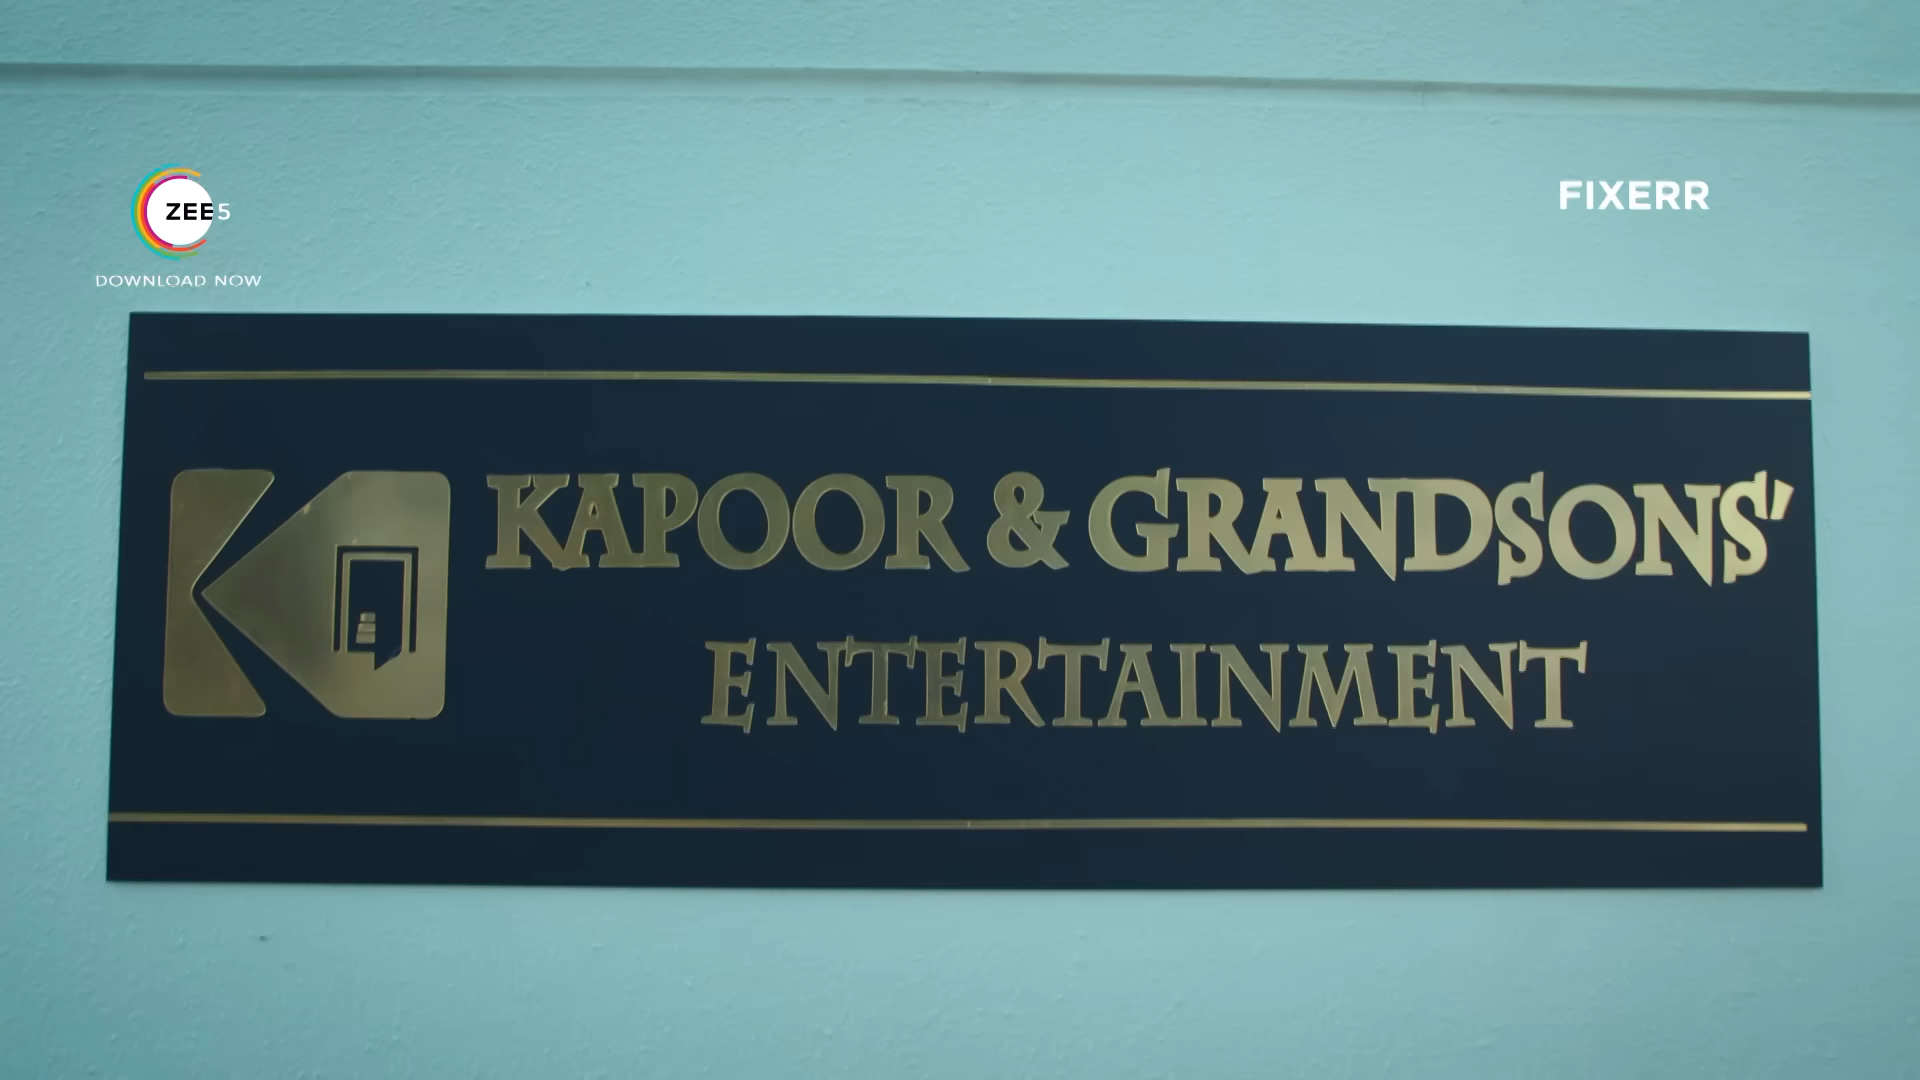 ZEE5
DOWNLOAD NOW
FIXERR
KAPOOR & GRANDSONS'
ENTERTAINMENT